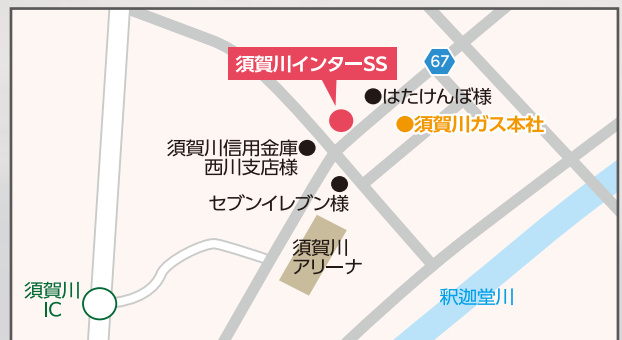 須賀川インターSS
67
はたけんぼ様
須賀川ガス本社
須賀川信用金庫
西川支店様
セブンイレブン様
須賀川
アリーナ
須賀川
IC
釈迦堂川